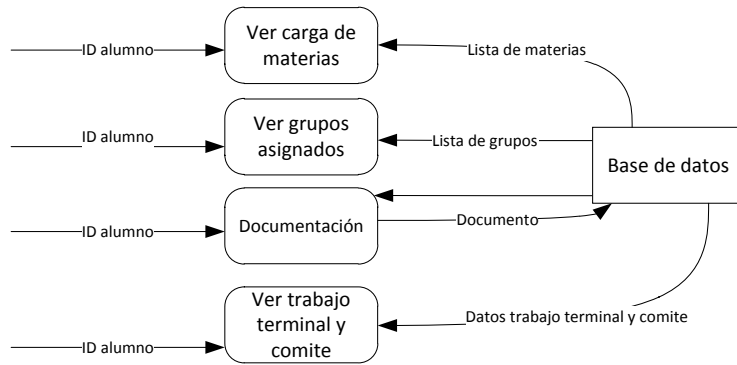 ID alumno
Ver carga de
materias
Lista de materias
ID alumno
Ver grupos
asignados
Lista de grupos
Base de datos
ID alumno
Documentación
Documento
ID alumno
Ver trabajo
terminal y
comite
Datos trabajo terminal y comite